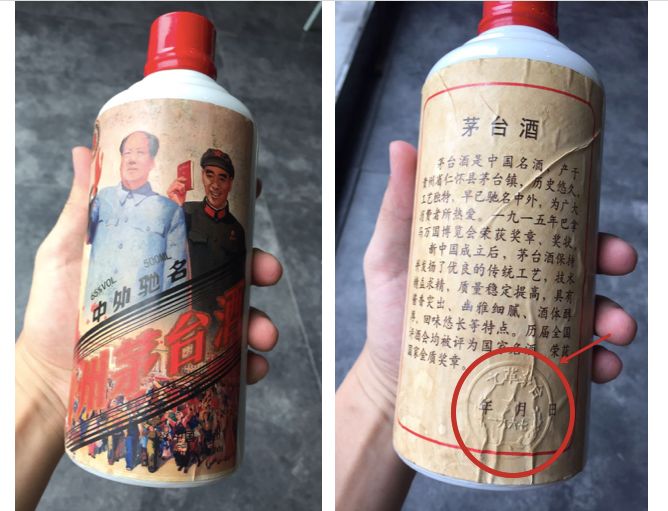 65%VOL 500ML
中外驰名
州茅台酒
茅台酒
茅台酒是中国名酒，产于
贵州省仁怀县茅台镇，历史悠久，
工艺独特，早已驰名中外，为广大
消费者所热爱。一九一五年巴拿
马万国博览会荣获奖章、奖状。
新中国成立后，茅台酒保持
并发扬了优良的传统工艺，技术
精益求精，质量稳定提高，具有
酱香突出、幽雅细腻、酒体醇
厚、回味悠长等特点。历届全国
评酒会均被评为国家名酒，荣获
国家金质奖章。
年 月 日